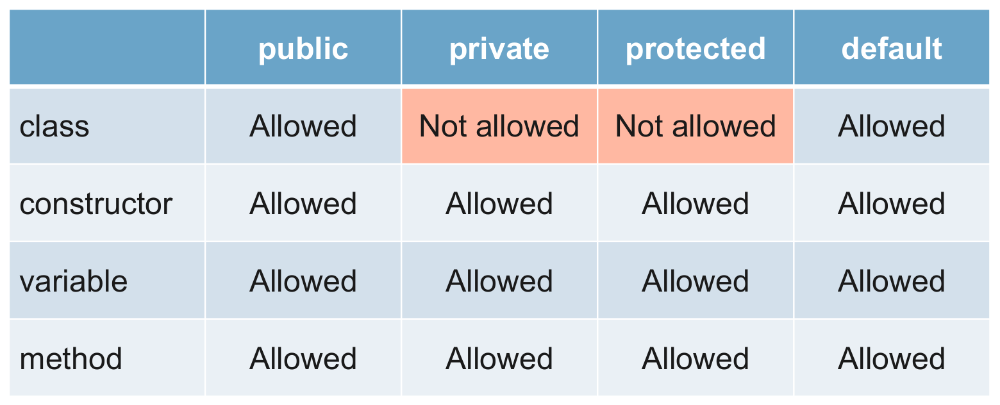 public private protected default
class Allowed Not allowed Not allowed Allowed
constructor Allowed Allowed Allowed Allowed
variable Allowed Allowed Allowed Allowed
method Allowed Allowed Allowed Allowed